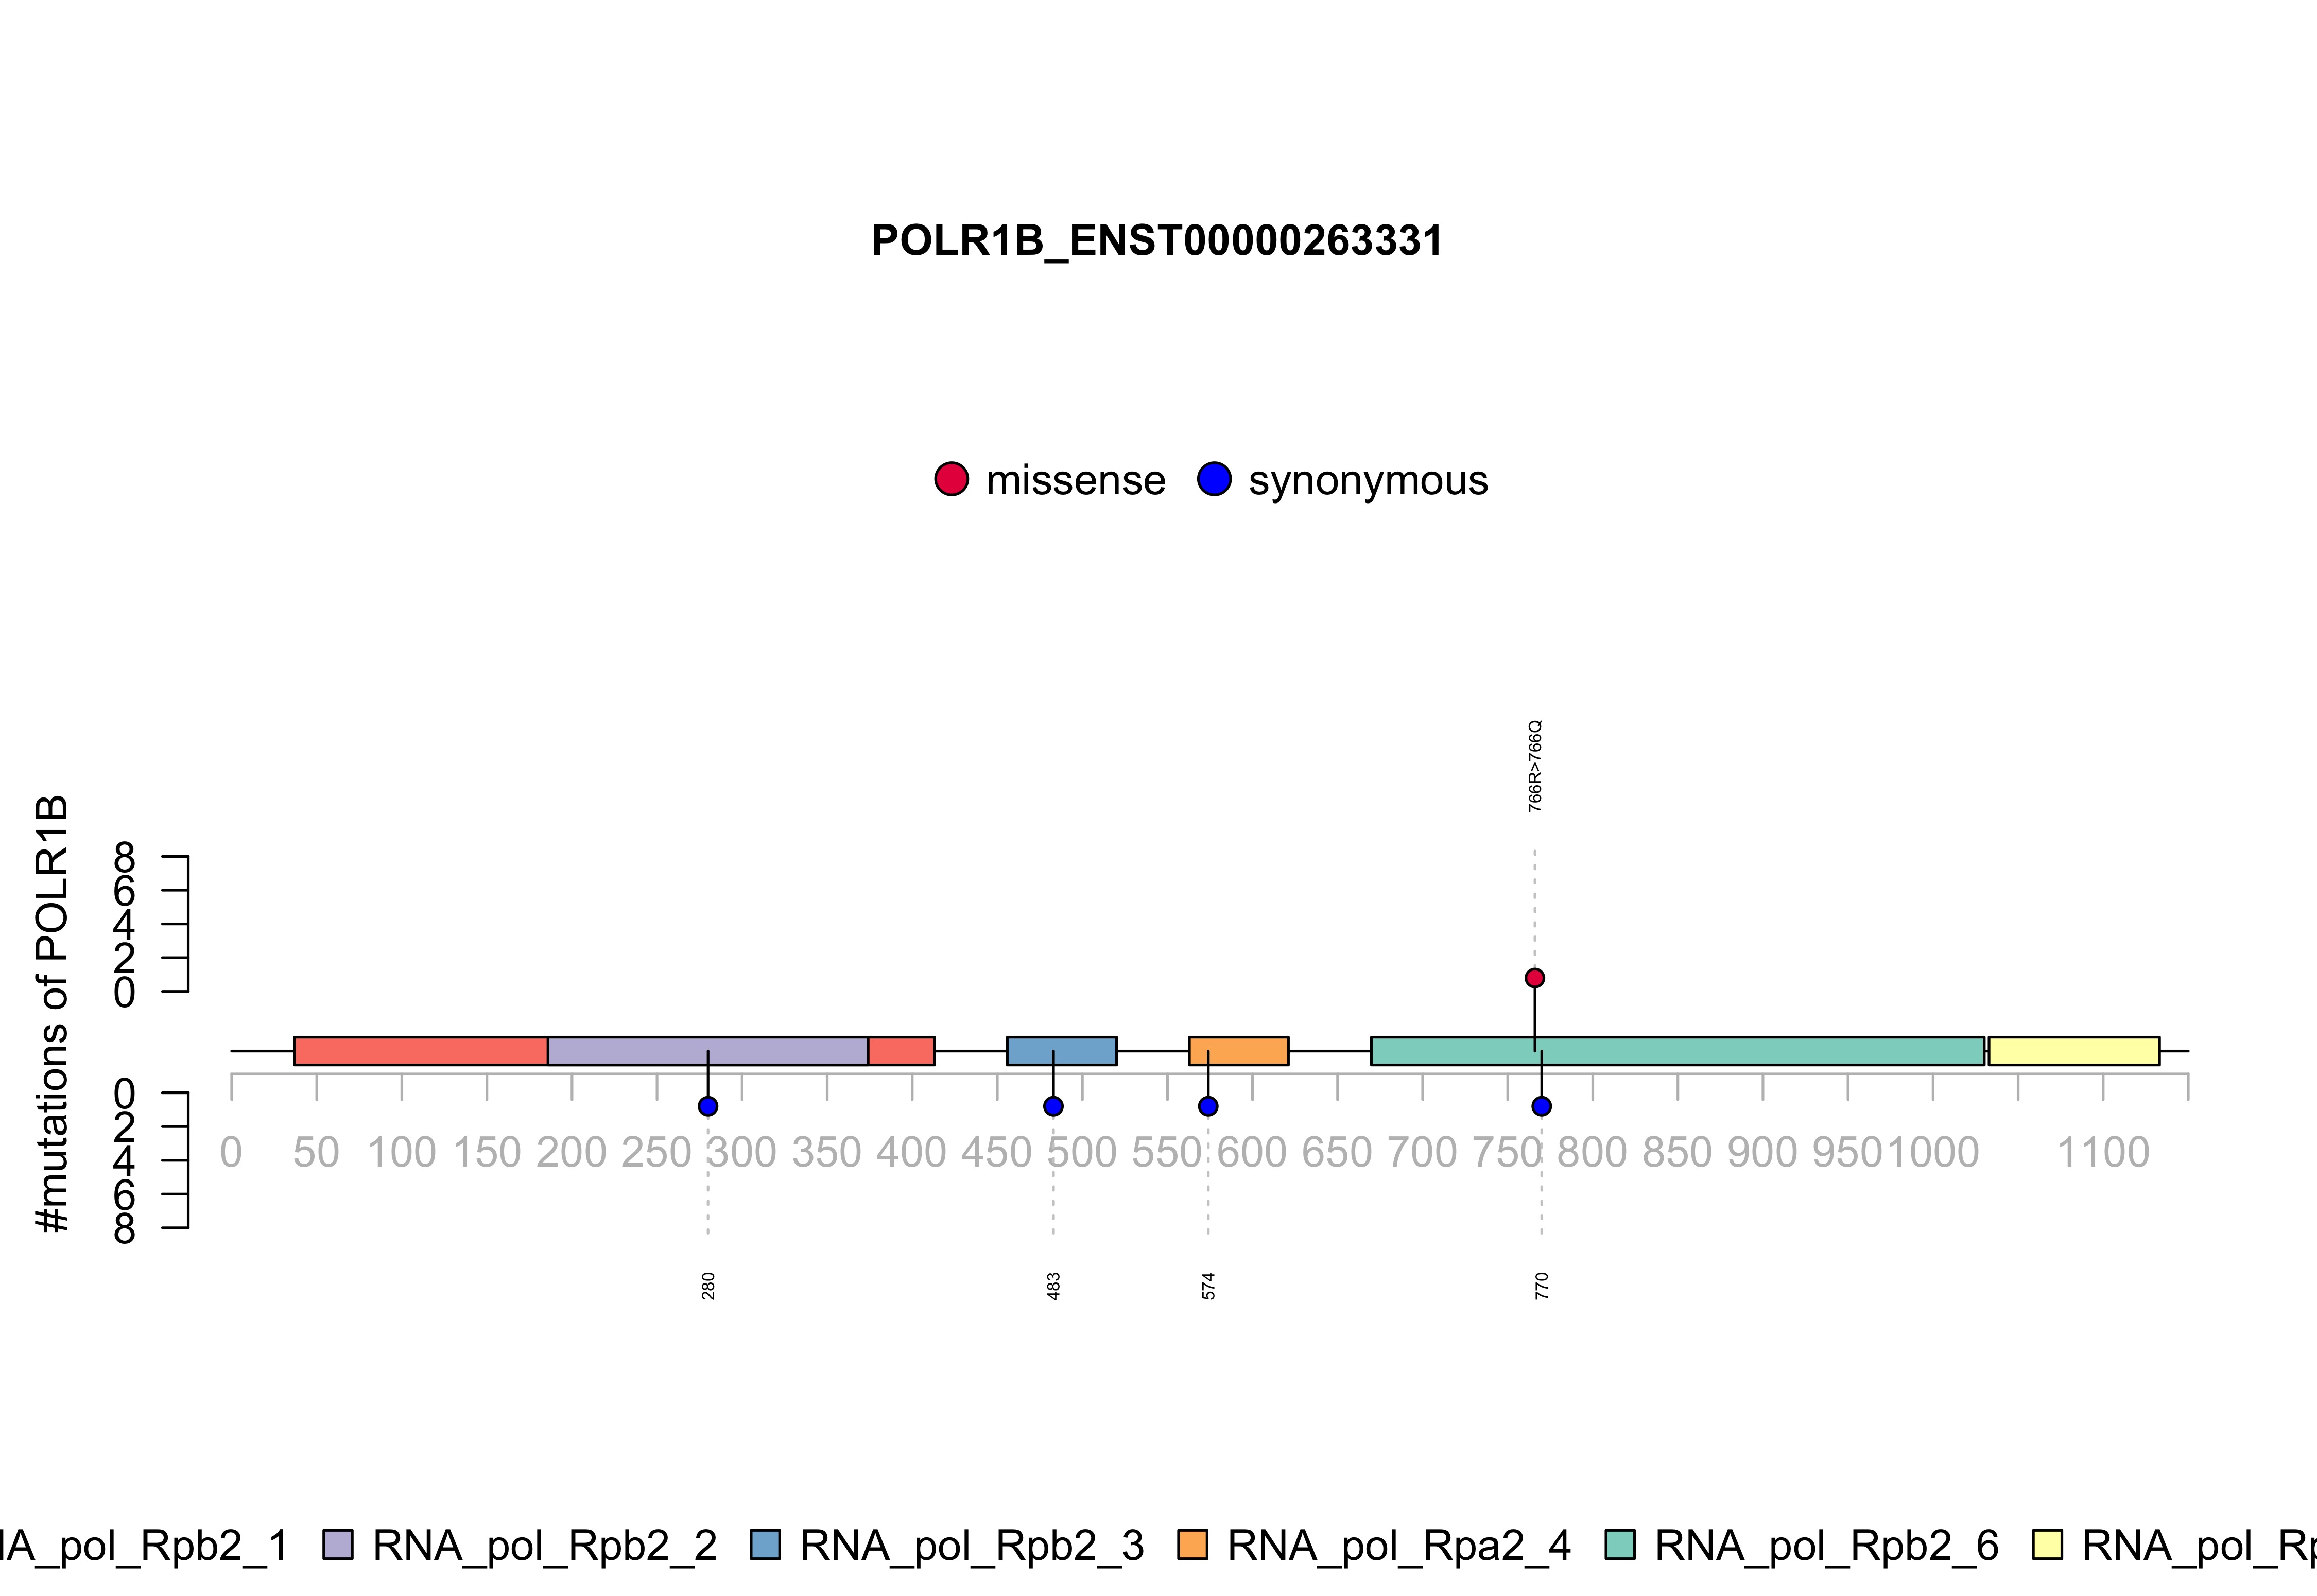 POLR1B_ENST00000263331
missense synonymous
766R>766Q
#mutations of POLR1B
8
6
4
2
0
0
2
4
6
8
0 50 100 150 200 250 300 350 400 450 500 550 600 650 700 750 800 850 900 950 1000 1100
280 483 574 770
IA_pol_Rpb2_1 RNA_pol_Rpb2_2 RNA_pol_Rpb2_3 RNA_pol_Rpa2_4 RNA_pol_Rpb2_6 RNA_pol_Rp